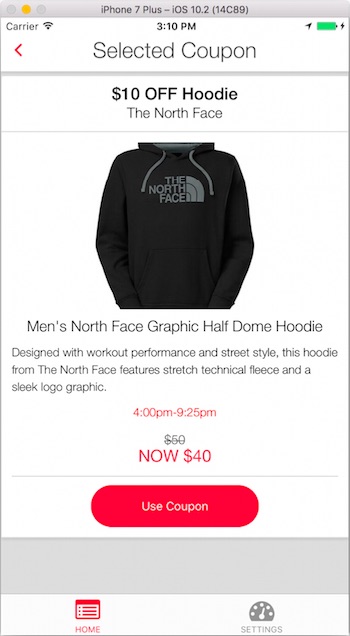 iPhone 7 Plus – iOS 10.2 (14C89)
Carrier 3:10 PM
Selected Coupon
$10 OFF Hoodie
The North Face
THE
NORTH
FACE
Men's North Face Graphic Half Dome Hoodie
Designed with workout performance and street style, this hoodie
from The North Face features stretch technical fleece and a
sleek logo graphic.
4:00pm-9:25pm
$50
NOW $40
Use Coupon
HOME SETTINGS